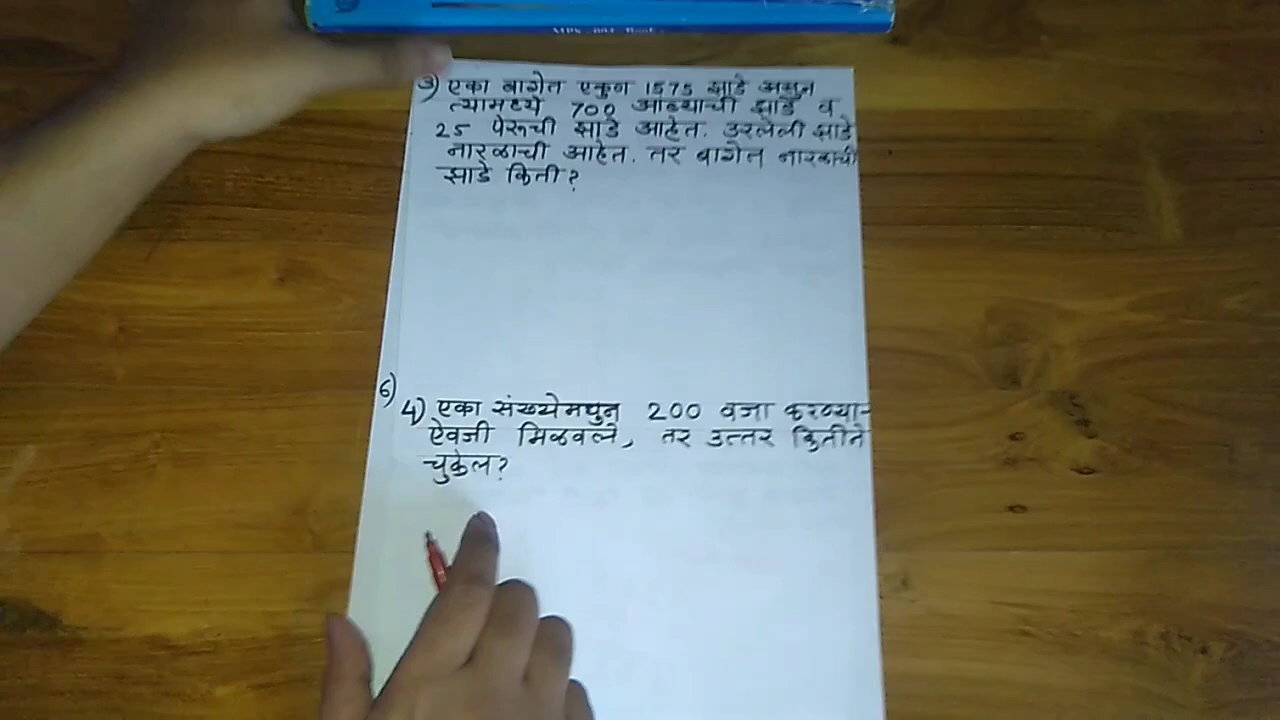 3) एका बागेत एकुण 1575 झाडे असुन
त्यामध्ये 700 आंब्याची झाडे व
25 पेरूची झाडे आहेत. उरलेली झाडे
नारळाची आहेत. तर बागेत नारळाची
झाडे किती?
6)
4) एका संख्येमधुन 200 वजा करण्या-
ऐवजी मिळवले, तर उत्तर कितीने
चुकेल?